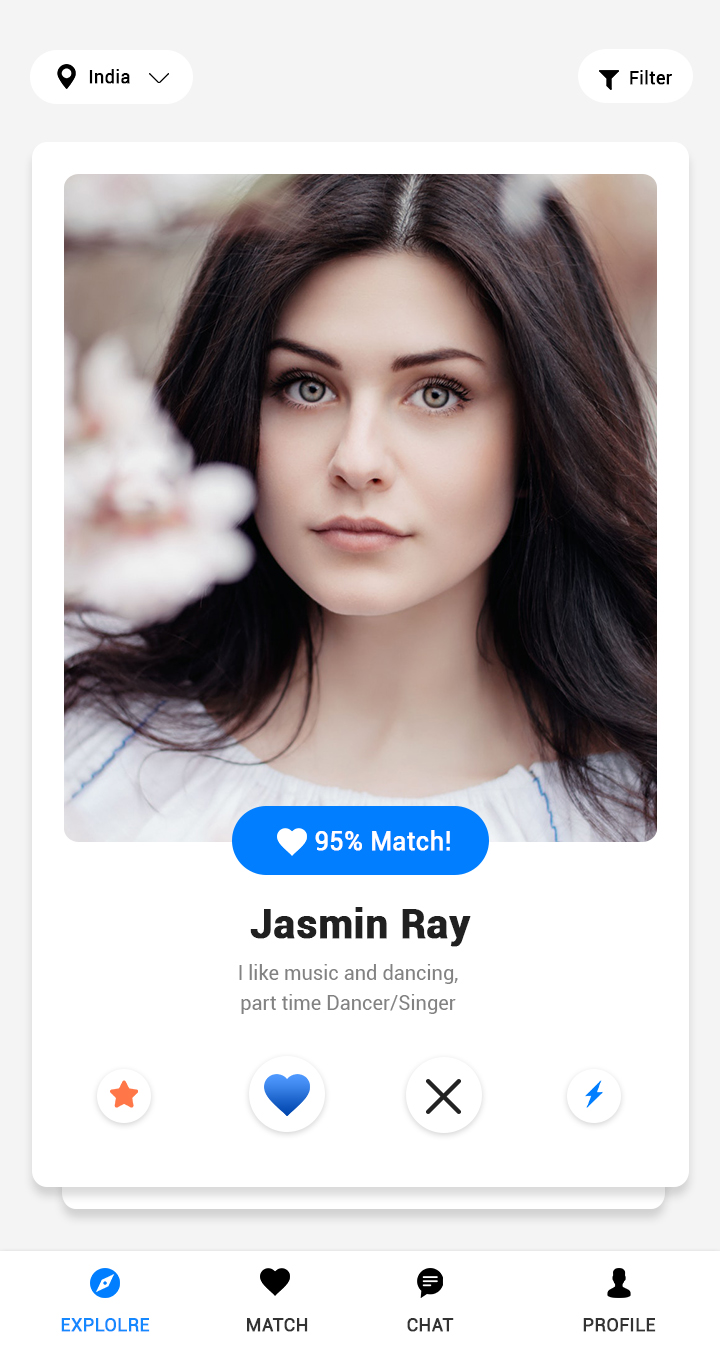 India
Filter
95% Match!
Jasmin Ray
I like music and dancing,
part time Dancer/Singer
EXPLOLRE
MATCH
CHAT
PROFILE